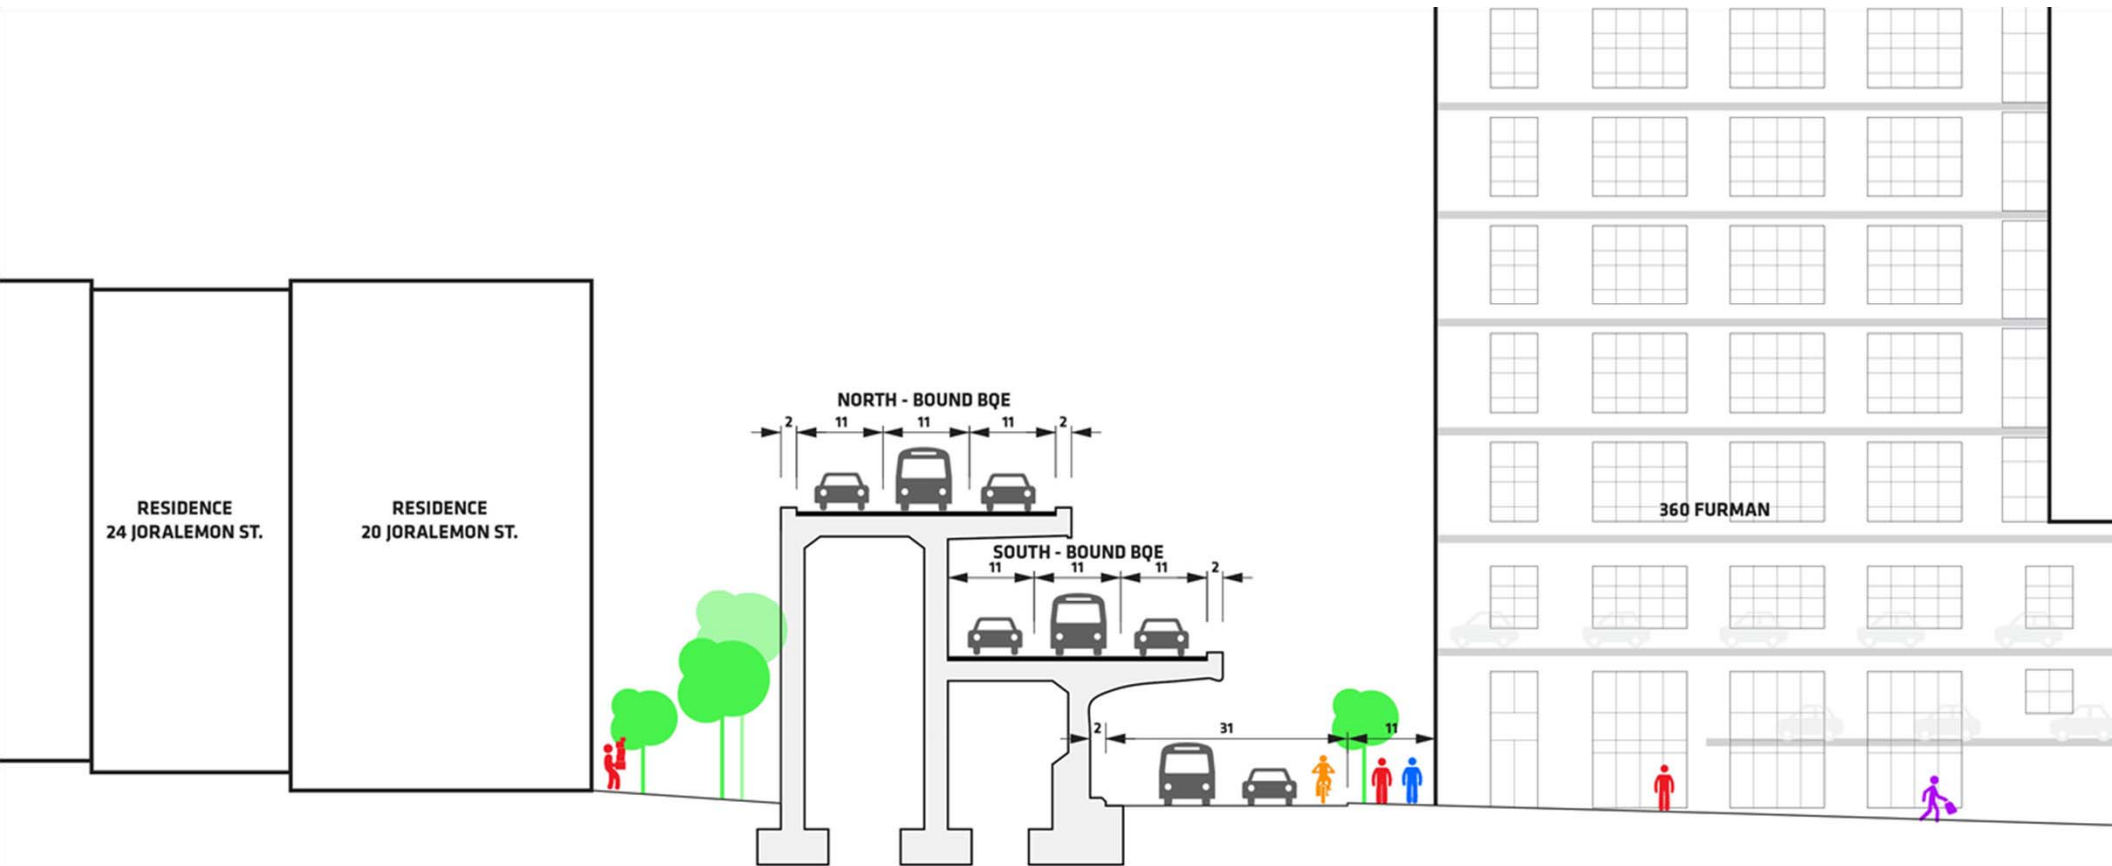 NORTH - BOUND BQE
2 11 11 11 2
RESIDENCE
24 JORALEMON ST.
RESIDENCE
20 JORALEMON ST.
SOUTH - BOUND BQE
11 11 11 2
360 FURMAN
2 31 11